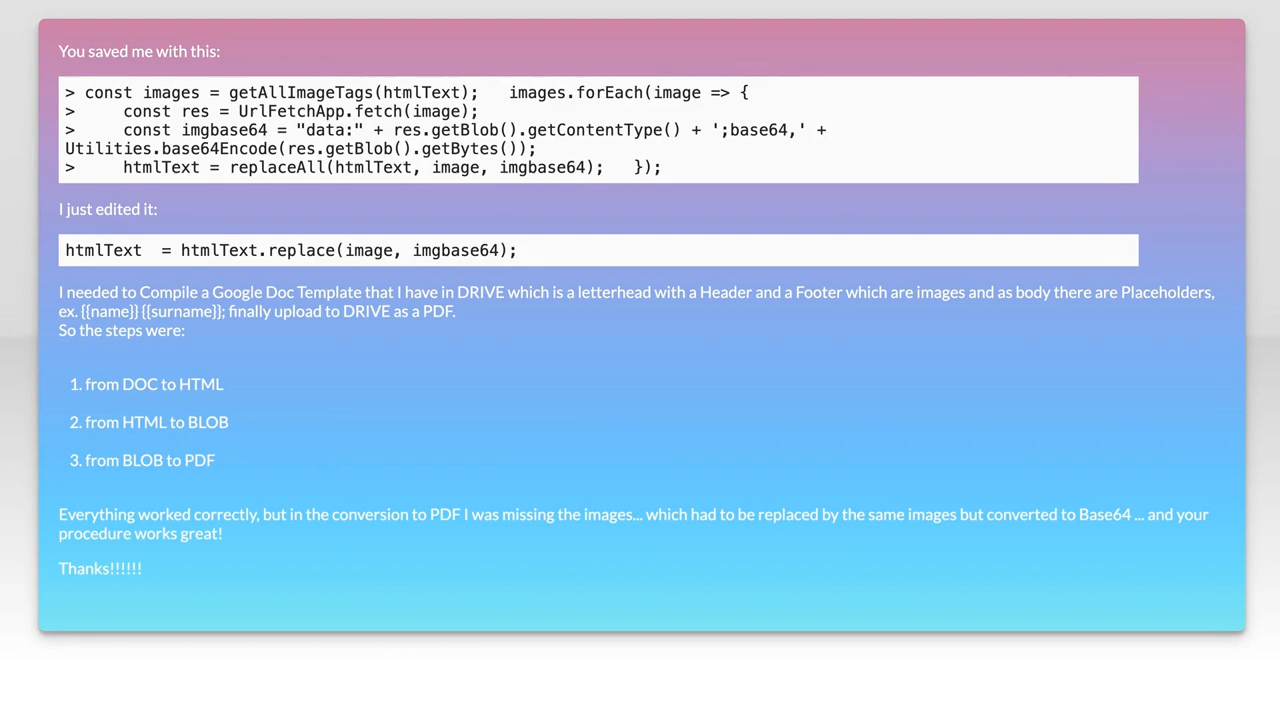 You saved me with this:
> const images = getAllImageTags(htmlText);   images.forEach(image => {
>     const res = UrlFetchApp.fetch(image);
>     const imgbase64 = "data:" + res.getBlob().getContentType() + ';base64,' +
Utilities.base64Encode(res.getBlob().getBytes());
>     htmlText = replaceAll(htmlText, image, imgbase64);   });
I just edited it:
htmlText  = htmlText.replace(image, imgbase64);
I needed to Compile a Google Doc Template that I have in DRIVE which is a letterhead with a Header and a Footer which are images and as body there are Placeholders,
ex. {{name}} {{surname}}; finally upload to DRIVE as a PDF.
So the steps were:
1. from DOC to HTML
2. from HTML to BLOB
3. from BLOB to PDF
Everything worked correctly, but in the conversion to PDF I was missing the images... which had to be replaced by the same images but converted to Base64 ... and your
procedure works great!
Thanks!!!!!!